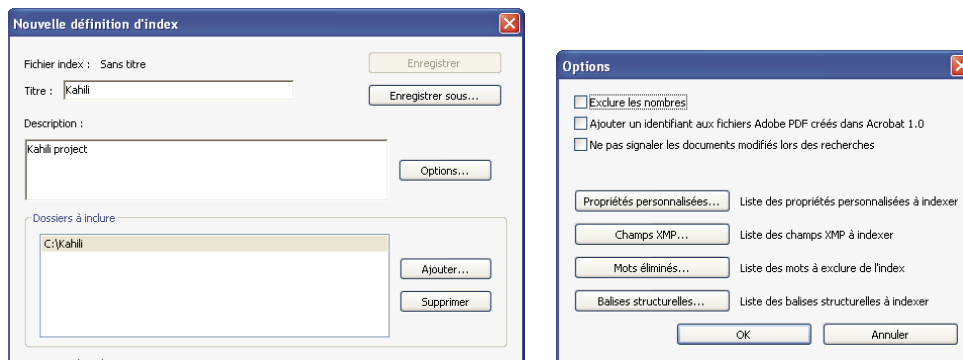 Nouvelle définition d'index
Fichier index : Sans titre
Enregistrer
Titre : Kahili
Enregistrer sous...
Description :
Kahili project
Options...
Dossiers à inclure
C:\Kahili
Ajouter...
Supprimer
Options
Exclure les nombres
Ajouter un identifiant aux fichiers Adobe PDF créés dans Acrobat 1.0
Ne pas signaler les documents modifiés lors des recherches
Propriétés personnalisées... Liste des propriétés personnalisées à indexer
Champs XMP... Liste des champs XMP à indexer
Mots éliminés... Liste des mots à exclure de l'index
Balises structurelles... Liste des balises structurelles à indexer
OK Annuler